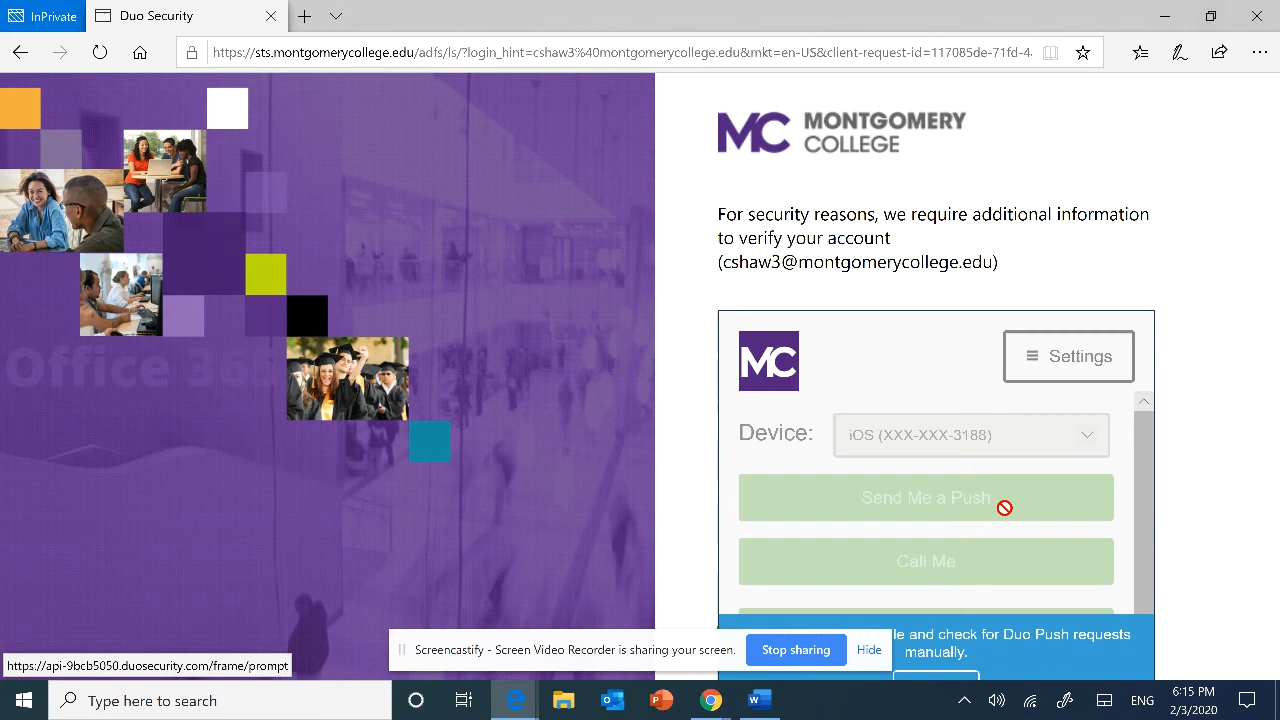 InPrivate
Duo Security
https://sts.montgomerycollege.edu/adfs/ls/?login_hint=cshaw3%40montgomerycollege.edu&mkt=en-US&client-request-id=117085de-71fd-4
Office 36
MC MONTGOMERY
COLLEGE
For security reasons, we require additional information
to verify your account
(cshaw3@montgomerycollege.edu)
MC
Settings
Device:
iOS (XXX-XXX-3188)
Send Me a Push
Call Me
le and check for Duo Push requests
manually.
Screencastify - Screen Video Recorder is sharing your screen.
Stop sharing
Hide
https://api-9bcb5050.duosecurity.com/frame/prompt
Type here to search
ENG
6:15 PM
2/3/2020